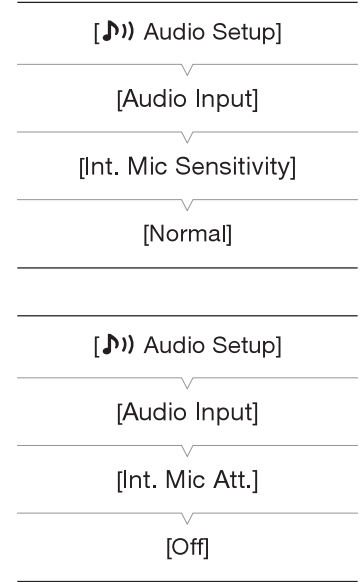 [♪)) Audio Setup]
[Audio Input]
[Int. Mic Sensitivity]
[Normal]
[♪)) Audio Setup]
[Audio Input]
[Int. Mic Att.]
[Off]